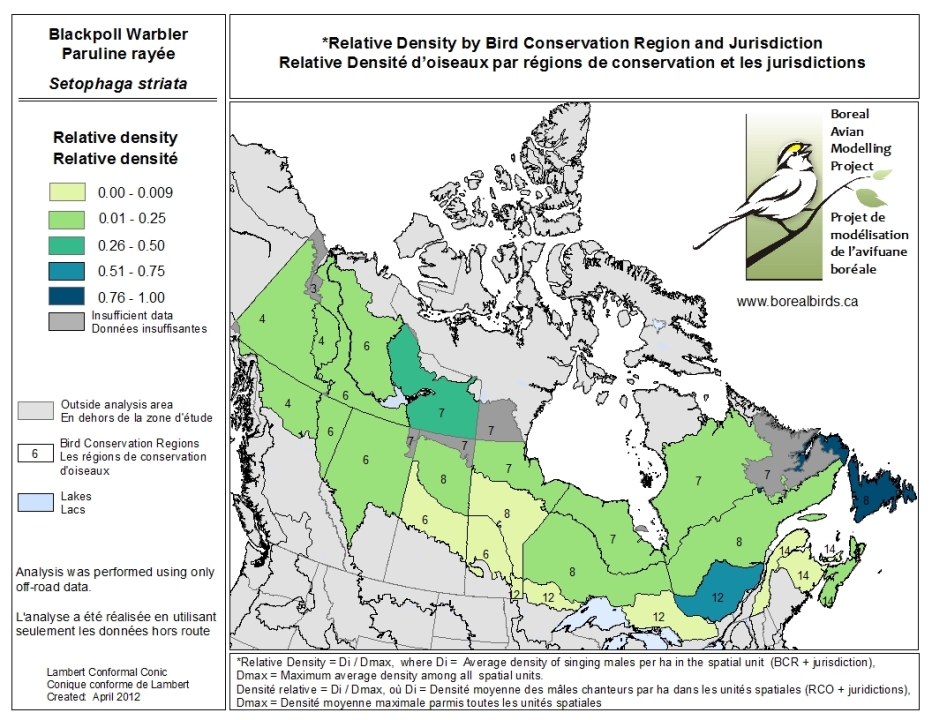 Blackpoll Warbler
Paruline rayée
Setophaga striata
*Relative Density by Bird Conservation Region and Jurisdiction
Relative Densité d'oiseaux par régions de conservation et les jurisdictions
Relative density
Relative densité
0.00 - 0.009
0.01 - 0.25
0.26 - 0.50
0.51 - 0.75
0.76 - 1.00
Insufficient data
Données insuffisantes
Outside analysis area
En dehors de la zone d'étude
6
Bird Conservation Regions
Les régions de conservation
d'oiseaux
Lakes
Lacs
Analysis was performed using only
off-road data.
L'analyse a été réalisée en utilisant
seulement les données hors route
Lambert Conformal Conic
Conique conforme de Lambert
Created: April 2012
Boreal
Avian
Modelling
Project
Projet de
modélisation
de l'avifuane
boréale
www.borealbirds.ca
3
4
4
6
6
4
6
6
7
7
7
7
7
8
7
8
6
6
7
8
7
8
7
8
12
12
12
12
14
14
14
*Relative Density = Di / Dmax, where Di = Average density of singing males per ha in the spatial unit (BCR + jurisdiction),
Dmax = Maximum average density among all spatial units.
Densité relative = Di / Dmax, où Di = Densité moyenne des mâles chanteurs par ha dans les unités spatiales (RCO + juridictions),
Dmax = Densité moyenne maximale parmis toutes les unités spatiales